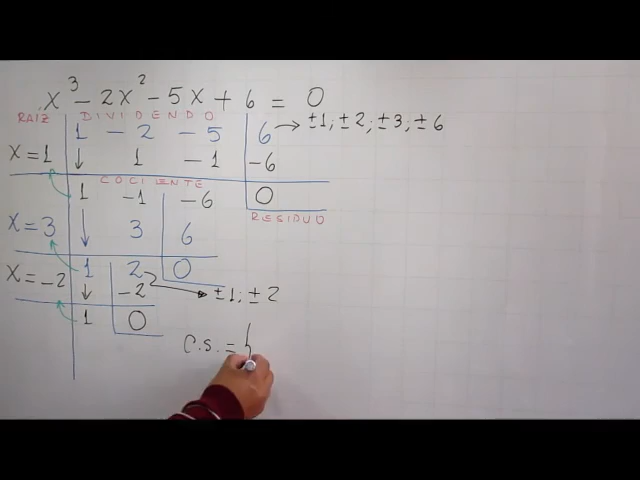 x³ - 2x² - 5x + 6 = 0
RAIZ DIVIDENDO
1 - 2 - 5 6 → ±1; ±2; ±3; ±6
x = 1 ↓ 1 -1 -6
COCIENTE
1 -1 -6 0
RESIDUO
x = 3 ↓ 3 6
1 2 0
x = -2 ↓ -2 → ±1; ±2
1 0
C.S. = {